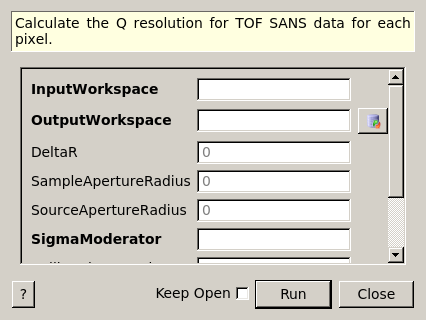 Calculate the Q resolution for TOF SANS data for each
pixel.
InputWorkspace
OutputWorkspace
DeltaR 0
SampleApertureRadius 0
SourceApertureRadius 0
SigmaModerator
? Keep Open Run Close